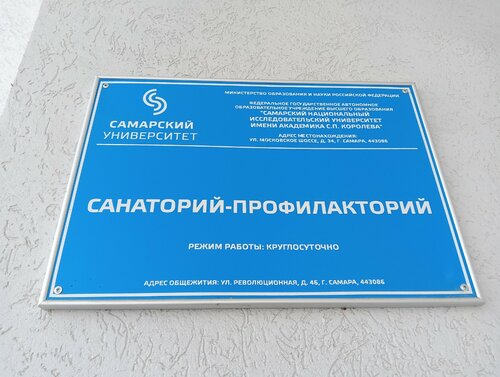 САМАРСКИЙ
УНИВЕРСИТЕТ
МИНИСТЕРСТВО ОБРАЗОВАНИЯ И НАУКИ РОССИЙСКОЙ ФЕДЕРАЦИИ
ФЕДЕРАЛЬНОЕ ГОСУДАРСТВЕННОЕ АВТОНОМНОЕ
ОБРАЗОВАТЕЛЬНОЕ УЧРЕЖДЕНИЕ ВЫСШЕГО ОБРАЗОВАНИЯ
"САМАРСКИЙ НАЦИОНАЛЬНЫЙ
ИССЛЕДОВАТЕЛЬСКИЙ УНИВЕРСИТЕТ
ИМЕНИ АКАДЕМИКА С.П. КОРОЛЕВА"
АДРЕС МЕСТОНАХОЖДЕНИЯ:
УЛ. МОСКОВСКОЕ ШОССЕ, Д. 34, Г. САМАРА, 443086
САНАТОРИЙ-ПРОФИЛАКТОРИЙ
РЕЖИМ РАБОТЫ: КРУГЛОСУТОЧНО
АДРЕС ОБЩЕЖИТИЯ: УЛ. РЕВОЛЮЦИОННАЯ, Д. 46, Г. САМАРА, 443086